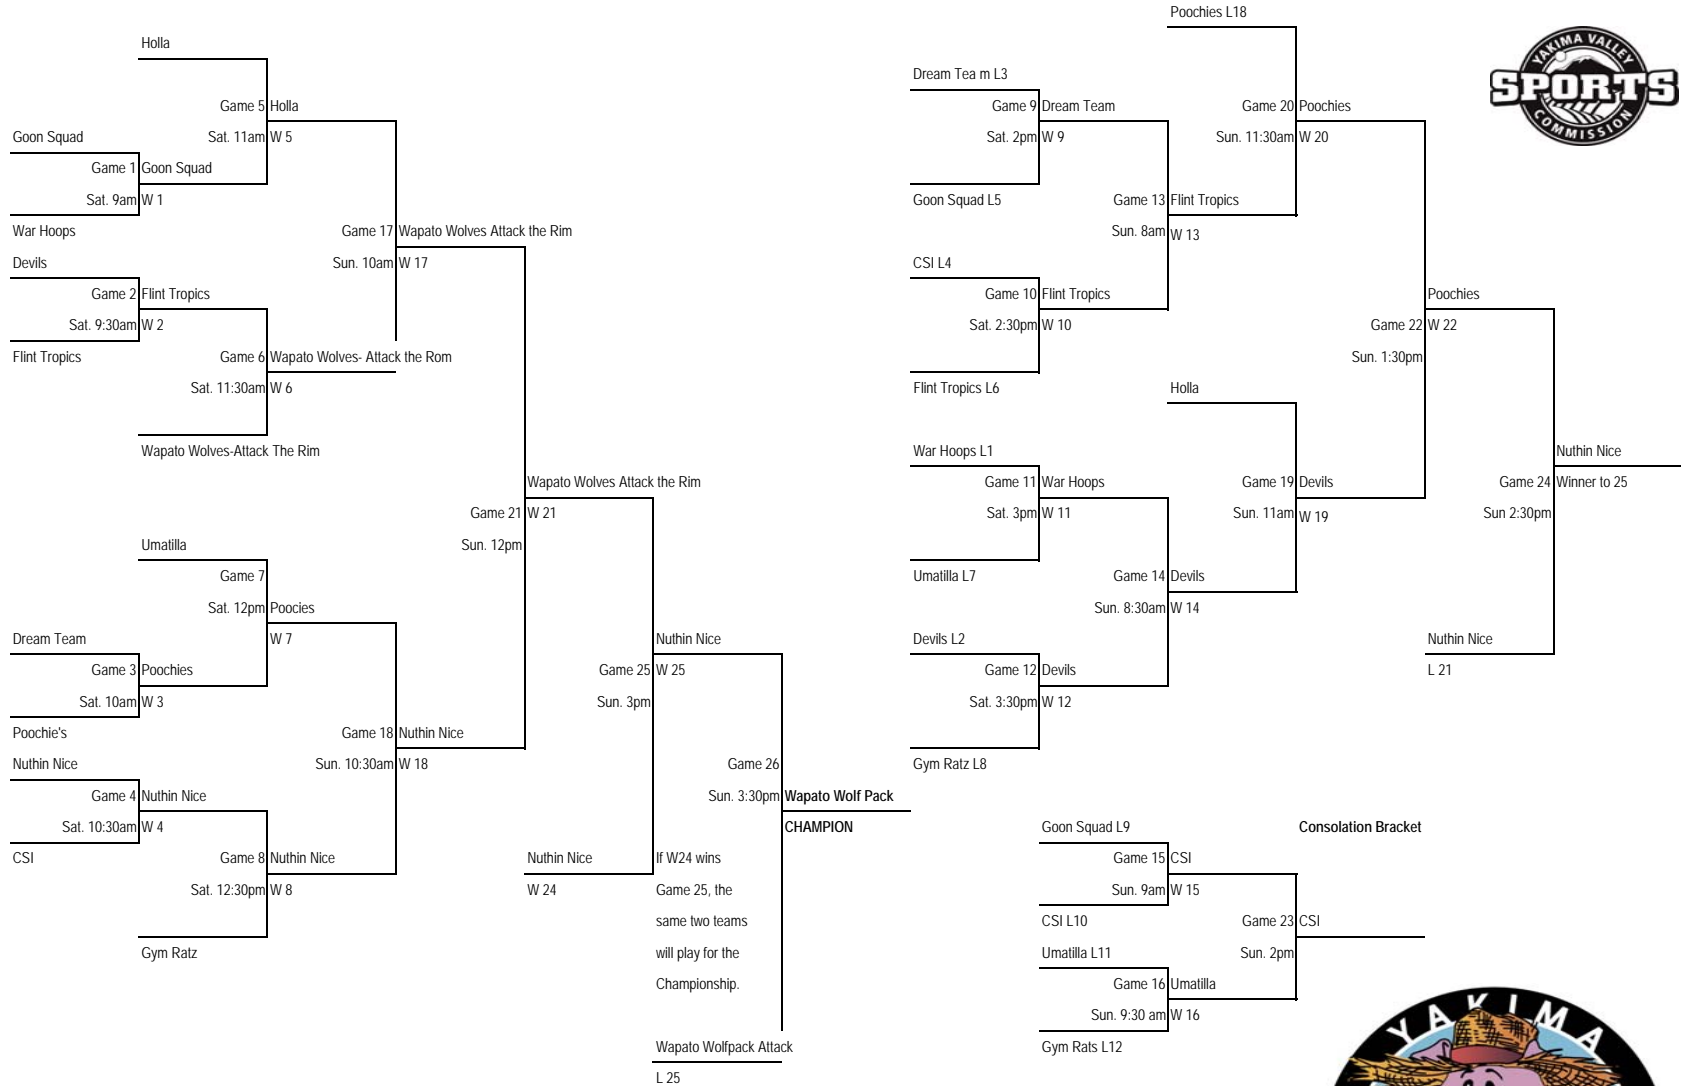 Poochies L18
Holla
YAKIMA VALLEY
SPORTS
COMMISSION
Dream Tea m L3
Game 5 Holla
Game 9 Dream Team
Game 20 Poochies
Goon Squad
Sat. 11am W 5
Sat. 2pm W 9
Sun. 11:30am W 20
Game 1 Goon Squad
Sat. 9am W 1
Goon Squad L5
Game 13 Flint Tropics
War Hoops
Game 17 Wapato Wolves Attack the Rim
Sun. 8am W 13
Devils
Sun. 10am W 17
CSI L4
Game 2 Flint Tropics
Game 10 Flint Tropics
Poochies
Sat. 9:30am W 2
Sat. 2:30pm W 10
Game 22 W 22
Flint Tropics
Game 6 Wapato Wolves- Attack the Rom
Sun. 1:30pm
Sat. 11:30am W 6
Flint Tropics L6
Holla
Wapato Wolves-Attack The Rim
War Hoops L1
Nuthin Nice
Wapato Wolves Attack the Rim
Game 11 War Hoops
Game 19 Devils
Game 24 Winner to 25
Game 21 W 21
Sat. 3pm W 11
Sun. 11am W 19
Sun 2:30pm
Umatilla
Sun. 12pm
Game 7
Umatilla L7
Game 14 Devils
Sat. 12pm Poocies
Sun. 8:30am W 14
Dream Team
W 7
Nuthin Nice
Devils L2
Nuthin Nice
Game 3 Poochies
Game 25 W 25
Game 12 Devils
L 21
Sat. 10am W 3
Sun. 3pm
Sat. 3:30pm W 12
Poochie's
Game 18 Nuthin Nice
Nuthin Nice
Sun. 10:30am W 18
Game 26
Gym Ratz L8
Game 4 Nuthin Nice
Sun. 3:30pm Wapato Wolf Pack
Sat. 10:30am W 4
CHAMPION
Goon Squad L9
Consolation Bracket
CSI
Game 8 Nuthin Nice
Nuthin Nice
If W24 wins
Game 15 CSI
Sat. 12:30pm W 8
W 24
Game 25, the
Sun. 9am W 15
same two teams
CSI L10
Game 23 CSI
Gym Ratz
will play for the
Umatilla L11
Sun. 2pm
Championship.
Game 16 Umatilla
Sun. 9:30 am W 16
Wapato Wolfpack Attack
Gym Rats L12
L 25
YAKIMA